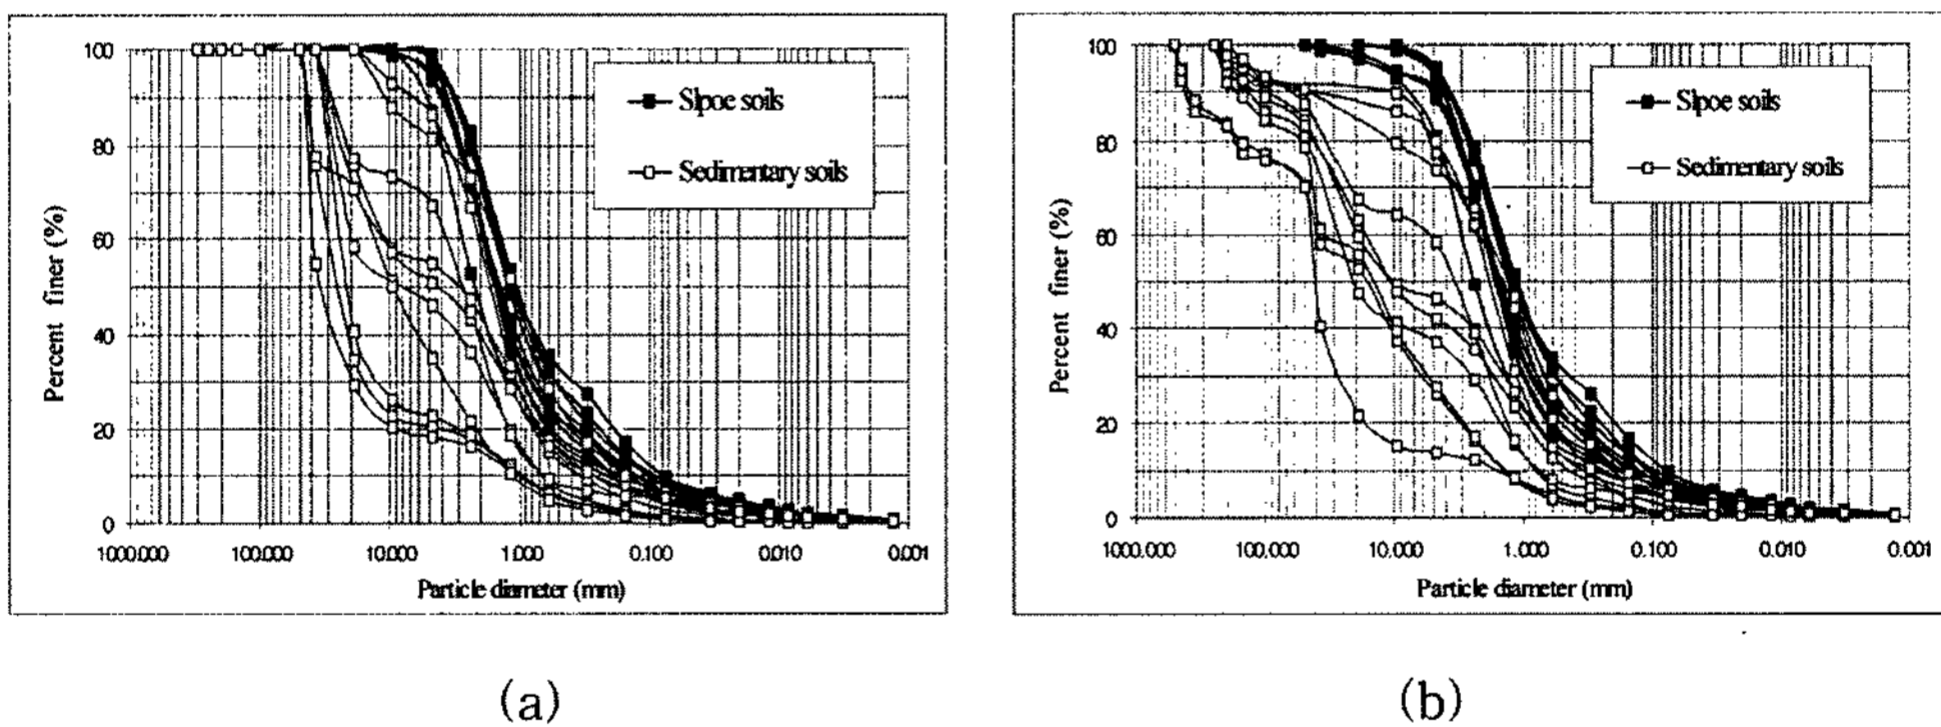 Percent finer (%)
100
80
60
40
20
0
Slpoe soils
Sedimentary soils
1000.000 100.000 10.000 1.000 0.100 0.010 0.001
Particle diameter (mm)
(a)
Percent finer (%)
100
80
60
40
20
0
Slpoe soils
Sedimentary soils
1000.000 100.000 10.000 1.000 0.100 0.010 0.001
Particle diameter (mm)
(b)